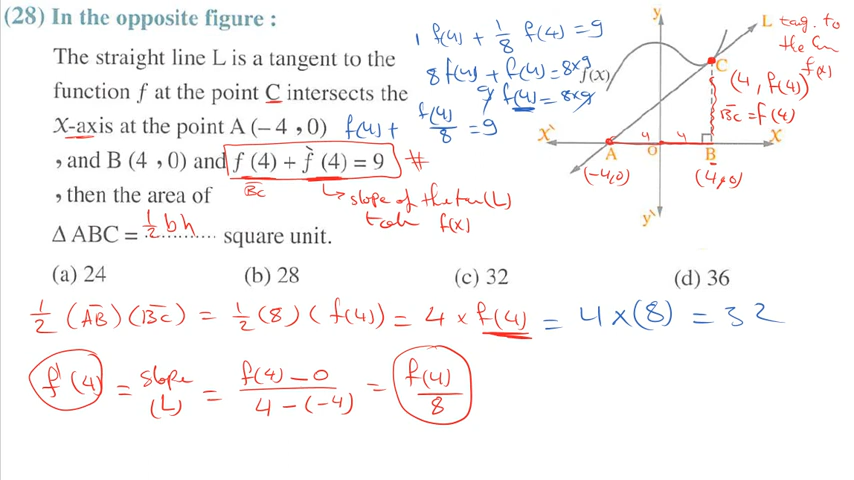 (28) In the opposite figure :
The straight line L is a tangent to the
function f at the point C intersects the
X-axis at the point A (– 4 , 0)
, and B (4 , 0) and f (4) + f` (4) = 9 #
, then the area of
Δ ABC = 1/2 bh ............ square unit.
(a) 24 (b) 28 (c) 32 (d) 36
BC
slope of the tan(L)
f(x)
f(4) + 1/8 f(4) = 9
8 f(4) + f(4) = 8×9
9 f(4) = 8×9
f(4) + f(4)/8 = 9
y
L
tag. to
the
f(x)
f(x)
C
(4, f(4))
BC = f(4)
4 4
X` A O B X
(-4,0) (4,0)
y`
1/2 (AB)(BC) = 1/2 (8)(f(4)) = 4 × f(4) = 4 × (8) = 32
f'(4) = slope (L) = f(4) – 0 / 4 – (-4) = f(4)/8